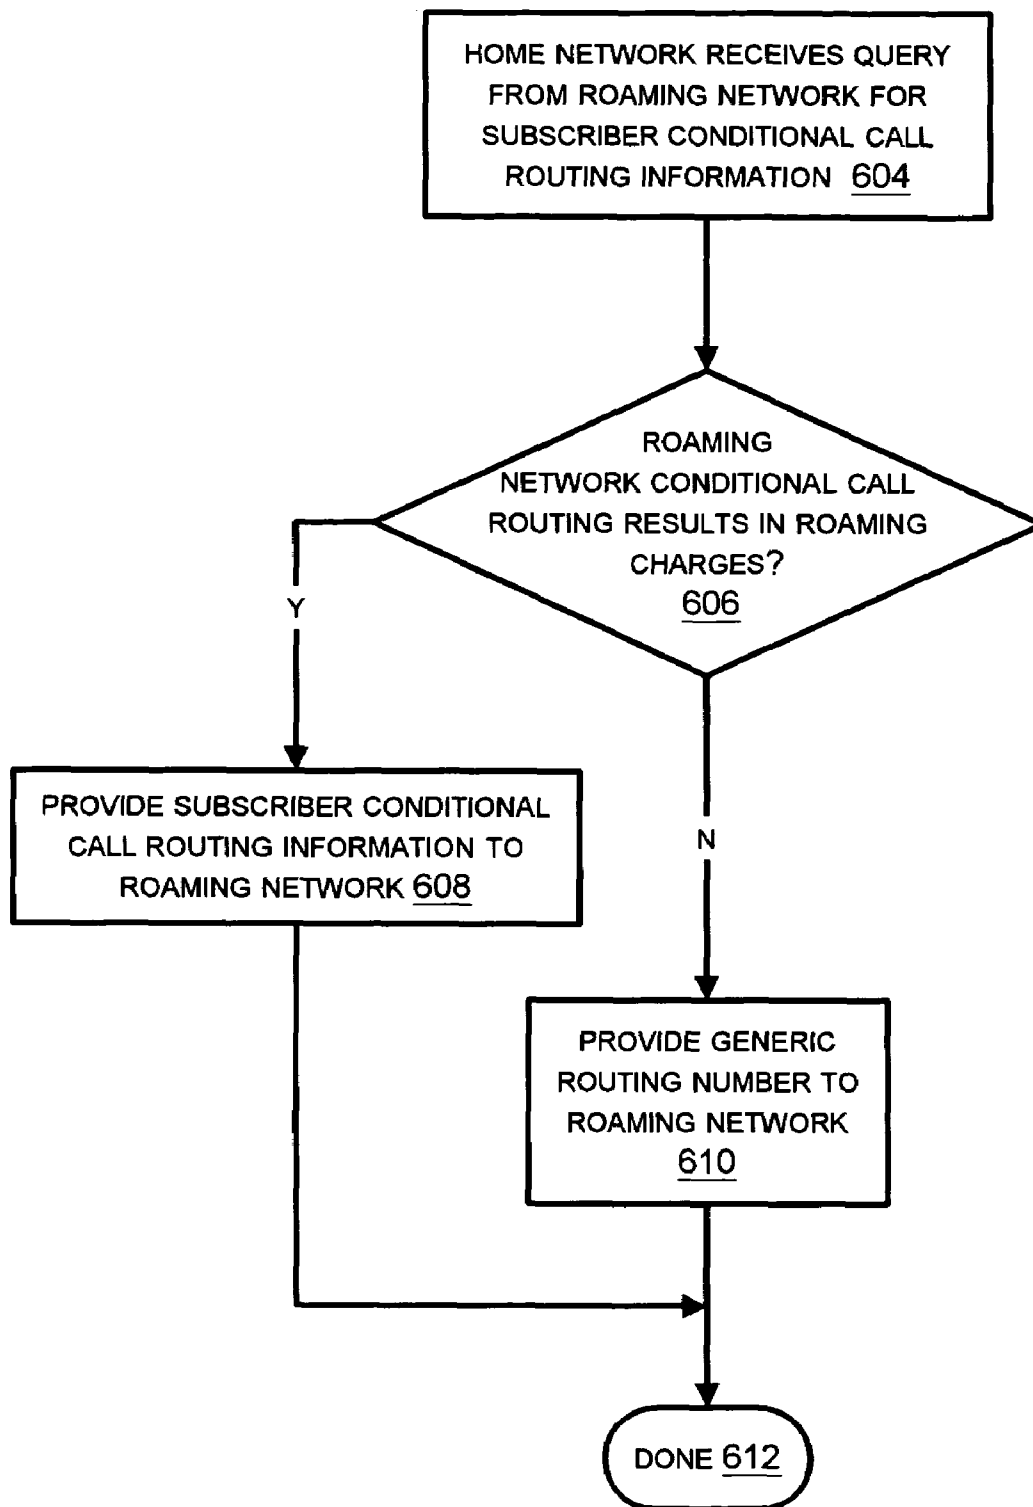 HOME NETWORK RECEIVES QUERY
FROM ROAMING NETWORK FOR
SUBSCRIBER CONDITIONAL CALL
ROUTING INFORMATION 604
ROAMING
NETWORK CONDITIONAL CALL
ROUTING RESULTS IN ROAMING
CHARGES?
606
Y
PROVIDE SUBSCRIBER CONDITIONAL
CALL ROUTING INFORMATION TO
ROAMING NETWORK 608
N
PROVIDE GENERIC
ROUTING NUMBER TO
ROAMING NETWORK
610
DONE 612